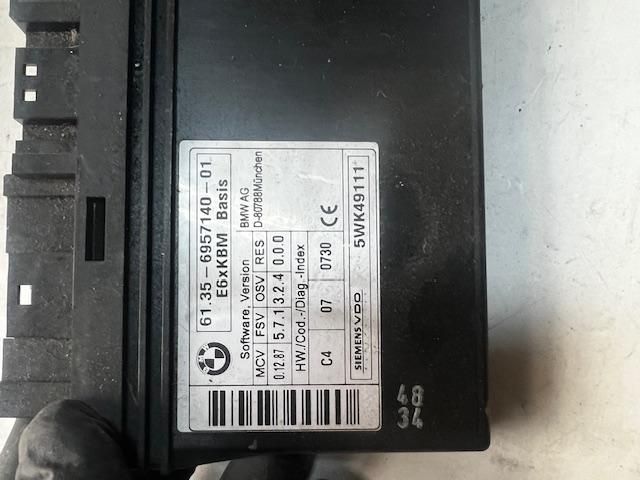 61.35-6957140-01
E6xKBM Basis
BMW AG
D-80788München
Software, Version
MCV FSV OSV RES
0.12.87 5.7.1 3.2.4 0.0.0
HW./Cod.-/Diag.-Index
C4 07 0730
CE
SIEMENS VDO
5WK49111
48
34